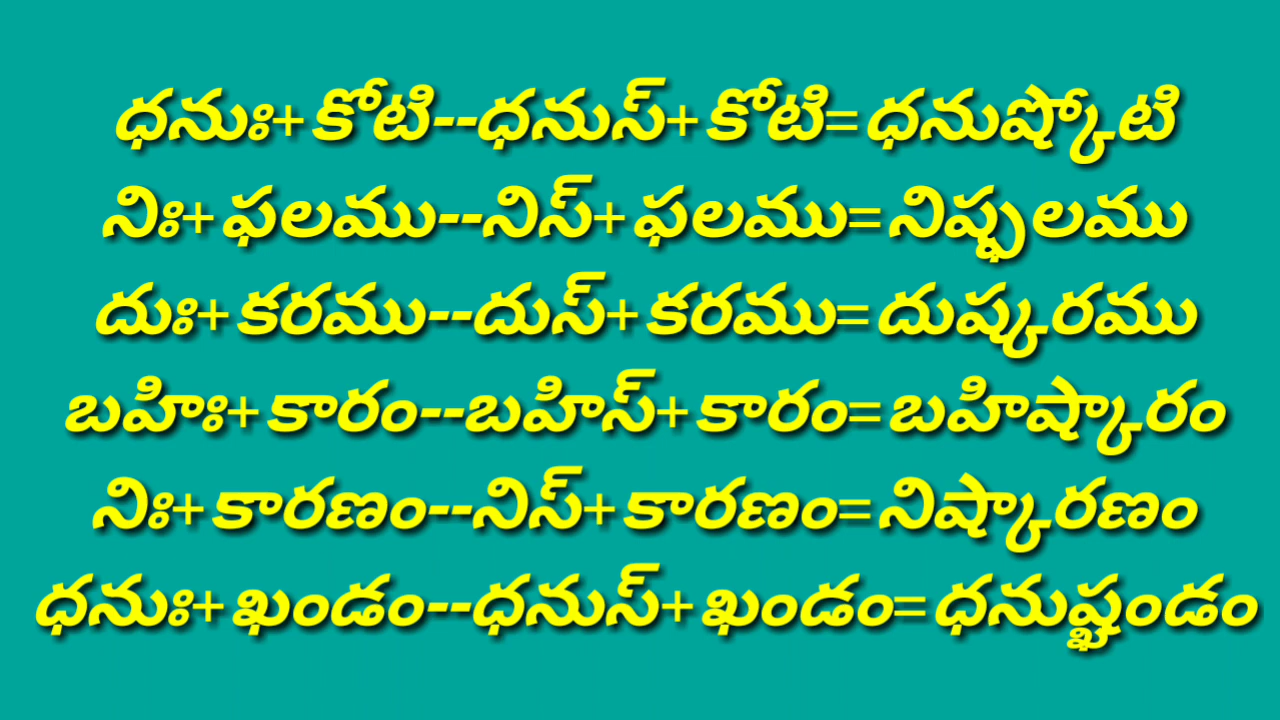 ధనుః+కోటి--ధనుస్+కోటి=ధనుష్కోటి
నిః+ఫలము--నిస్+ఫలము=నిష్ఫలము
దుః+కరము--దుస్+కరము=దుష్కరము
బహిః+కారం--బహిస్+కారం=బహిష్కారం
నిః+కారణం--నిస్+కారణం=నిష్కారణం
ధనుః+ఖండం--ధనుస్+ఖండం=ధనుష్ఖండం